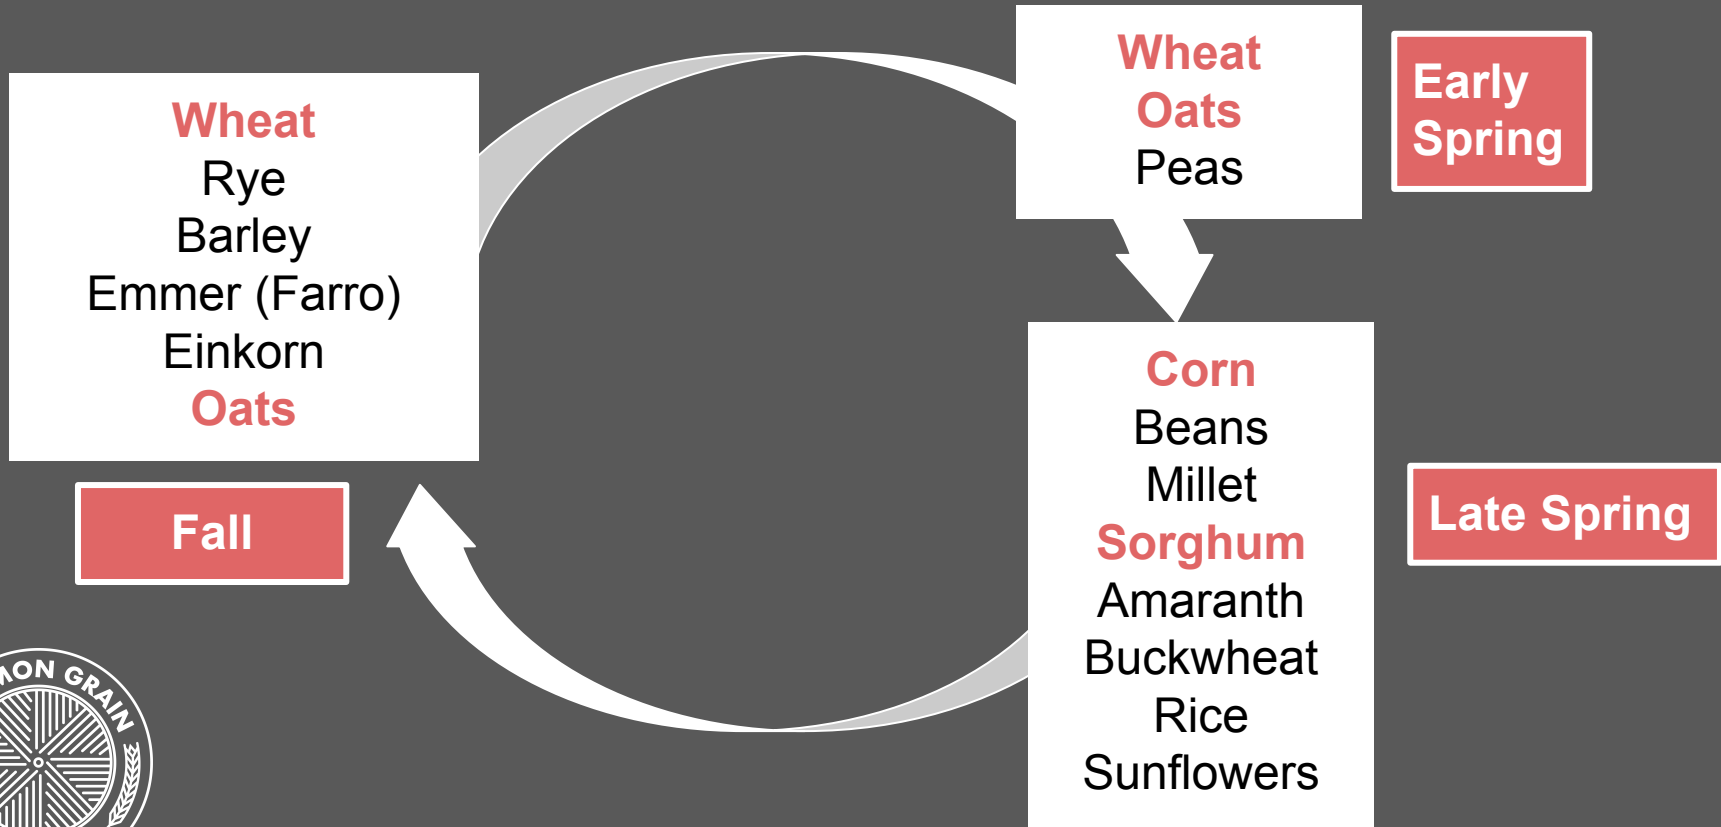 Wheat
Rye
Barley
Emmer (Farro)
Einkorn
Oats
Fall
Wheat
Oats
Peas
Early
Spring
Corn
Beans
Millet
Sorghum
Amaranth
Buckwheat
Rice
Sunflowers
Late Spring
GRAIN